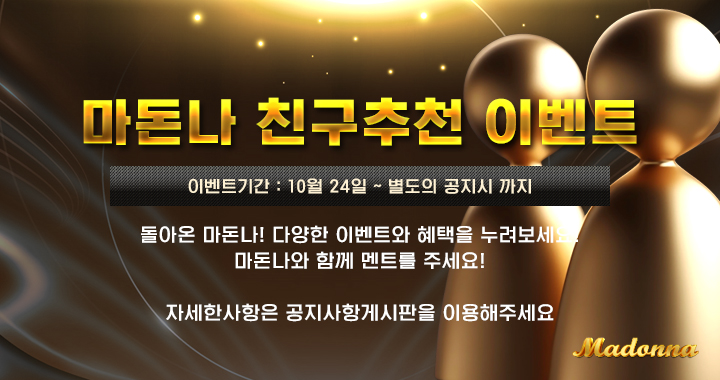 마돈나 친구추천 이벤트
이벤트기간 : 10월 24일 ~ 별도의 공지시 까지
돌아온 마돈나! 다양한 이벤트와 혜택을 누려보세요.
마돈나와 함께 멘트를 주세요!
자세한사항은 공지사항게시판을 이용해주세요
Madonna